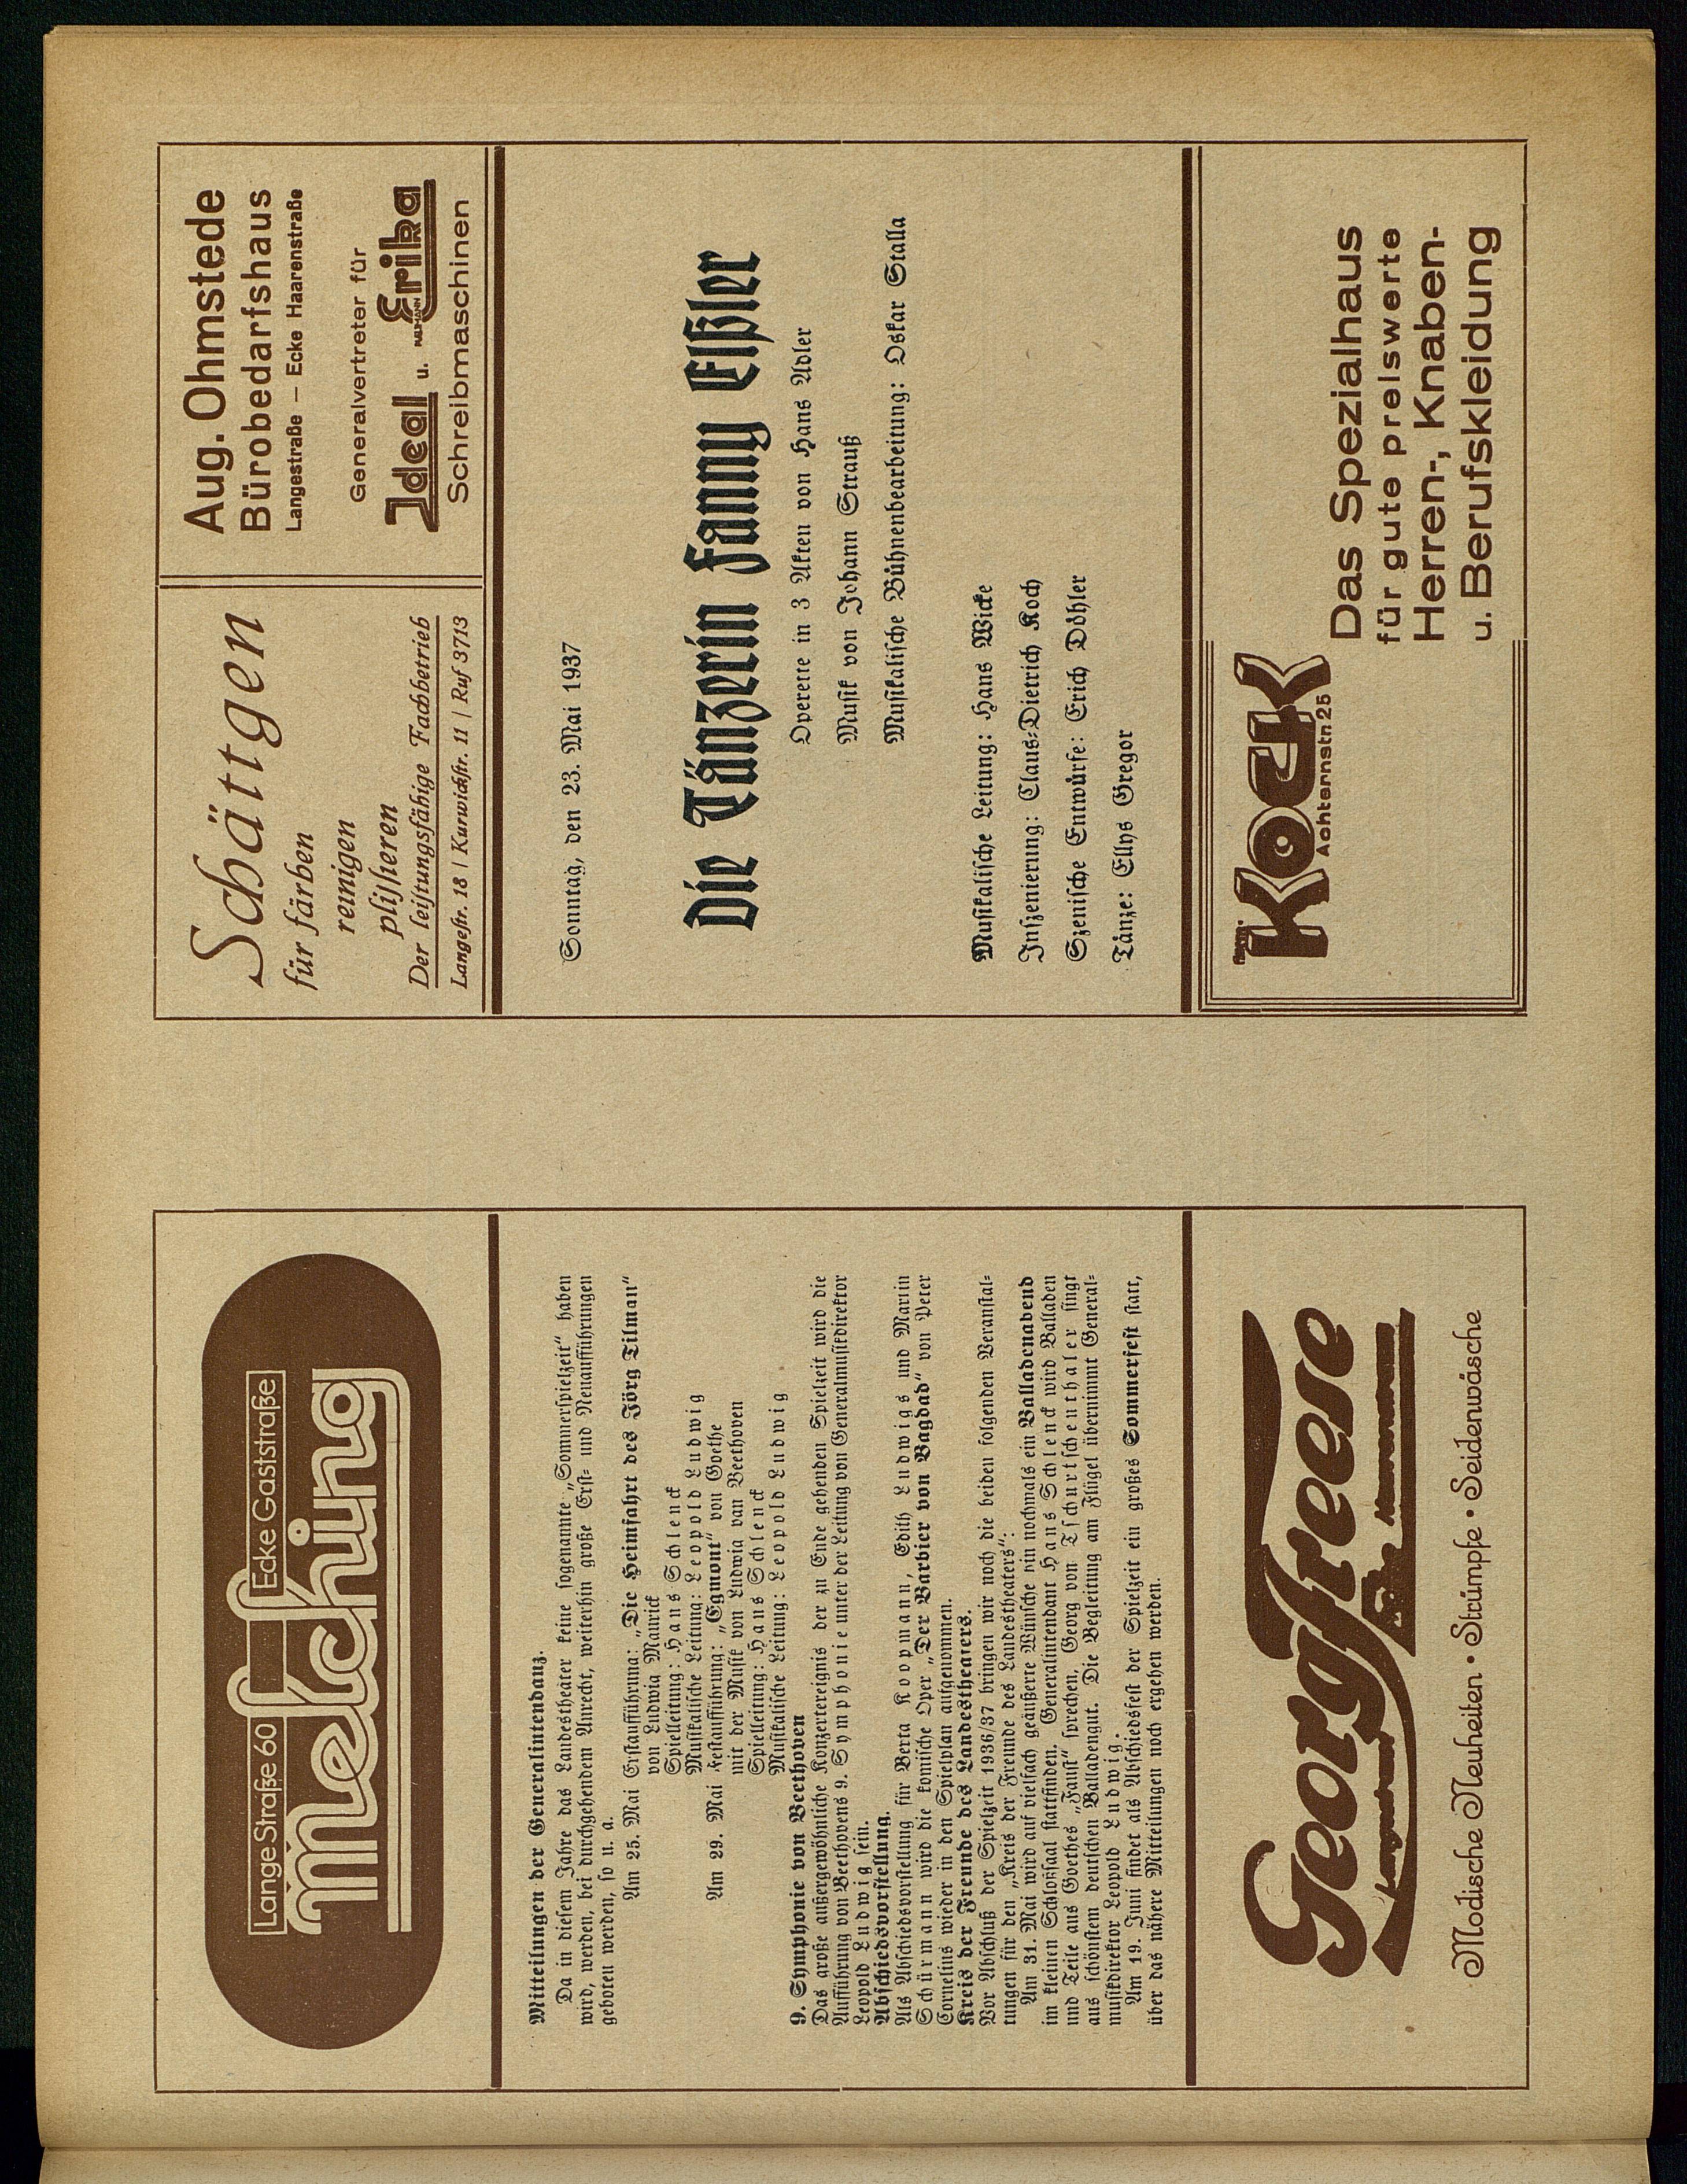 Lange Straße 60
Ecke Gaststraße
Melching
Mitteilungen der Generalintendanz.
Da in diesem Jahre das Landestheater keine sogenannte „Sommerspielzeit“ haben
wird, werden, bei durchgehendem Anrecht, weiterhin große Erst- und Neuaufführungen
geboten werden, so u. a.
Am 25. Mai Erstaufführung: „Die Heimfahrt des Jörg Tilman“
von Ludwig Maurick
Spielleitung: Hans Schlenck
Musikalische Leitung: Leopold Ludwig
Am 29. Mai Festaufführung: „Egmont“ von Goethe
mit der Musik von Ludwig van Beethoven
Spielleitung: Hans Schlenck
Musikalische Leitung: Leopold Ludwig
9. Symphonie von Beethoven
Das große außergewöhnliche Konzertereignis der zu Ende gehenden Spielzeit wird die
Aufführung von Beethovens 9. Symphonie unter der Leitung von Generalmusikdirektor
Leopold Ludwig sein.
Abschiedsvorstellung.
Als Abschiedsvorstellung für Berta Koopmann, Edith Ludwigs und Martin
Schürmann wird die komische Oper „Der Barbier von Bagdad“ von Peter
Cornelius wieder in den Spielplan aufgenommen.
Kreis der Freunde des Landestheaters.
Vor Abschluß der Spielzeit 1936/37 bringen wir noch die beiden folgenden Veranstal-
tungen für den „Kreis der Freunde des Landestheaters“:
Am 31. Mai wird auf vielfach geäußerte Wünsche hin nochmals ein Balladenabend
im kleinen Schloßsaal stattfinden. Generalintendant Hans Schlenck wird Balladen
und Teile aus Goethes „Faust“ sprechen, Georg von Tschurtschenthaler singt
aus schönstem deutschen Balladengut. Die Begleitung am Flügel übernimmt General-
musikdirektor Leopold Ludwig.
Am 19. Juni findet als Abschiedsfest der Spielzeit ein großes Sommerfest statt,
über das nähere Mitteilungen noch ergehen werden.
Georg Freese
Modische Neuheiten • Strümpfe • Seidenwäsche
Schättgen
für färben
reinigen
plissieren
Der leistungsfähige Fachbetrieb
Langestr. 18 | Kurwickstr. 11 | Ruf 3713
Aug. Ohmstede
Bürobedarfshaus
Langestraße — Ecke Haarenstraße
Generalvertreter für
Ideal u. NAUMANN Erika
Schreibmaschinen
Sonntag, den 23. Mai 1937
Die Tänzerin Fanny Elßler
Operette in 3 Akten von Hans Adler
Musik von Johann Strauß
Musikalische Bühnenbearbeitung: Oskar Stalla
Musikalische Leitung: Hans Wicke
Inszenierung: Claus-Dietrich Koch
Szenische Entwürfe: Erich Döhler
Tänze: Ellys Gregor
Kock
Achternstr. 25
Das Spezialhaus
für gute preiswerte
Herren-, Knaben-
u. Berufskleidung